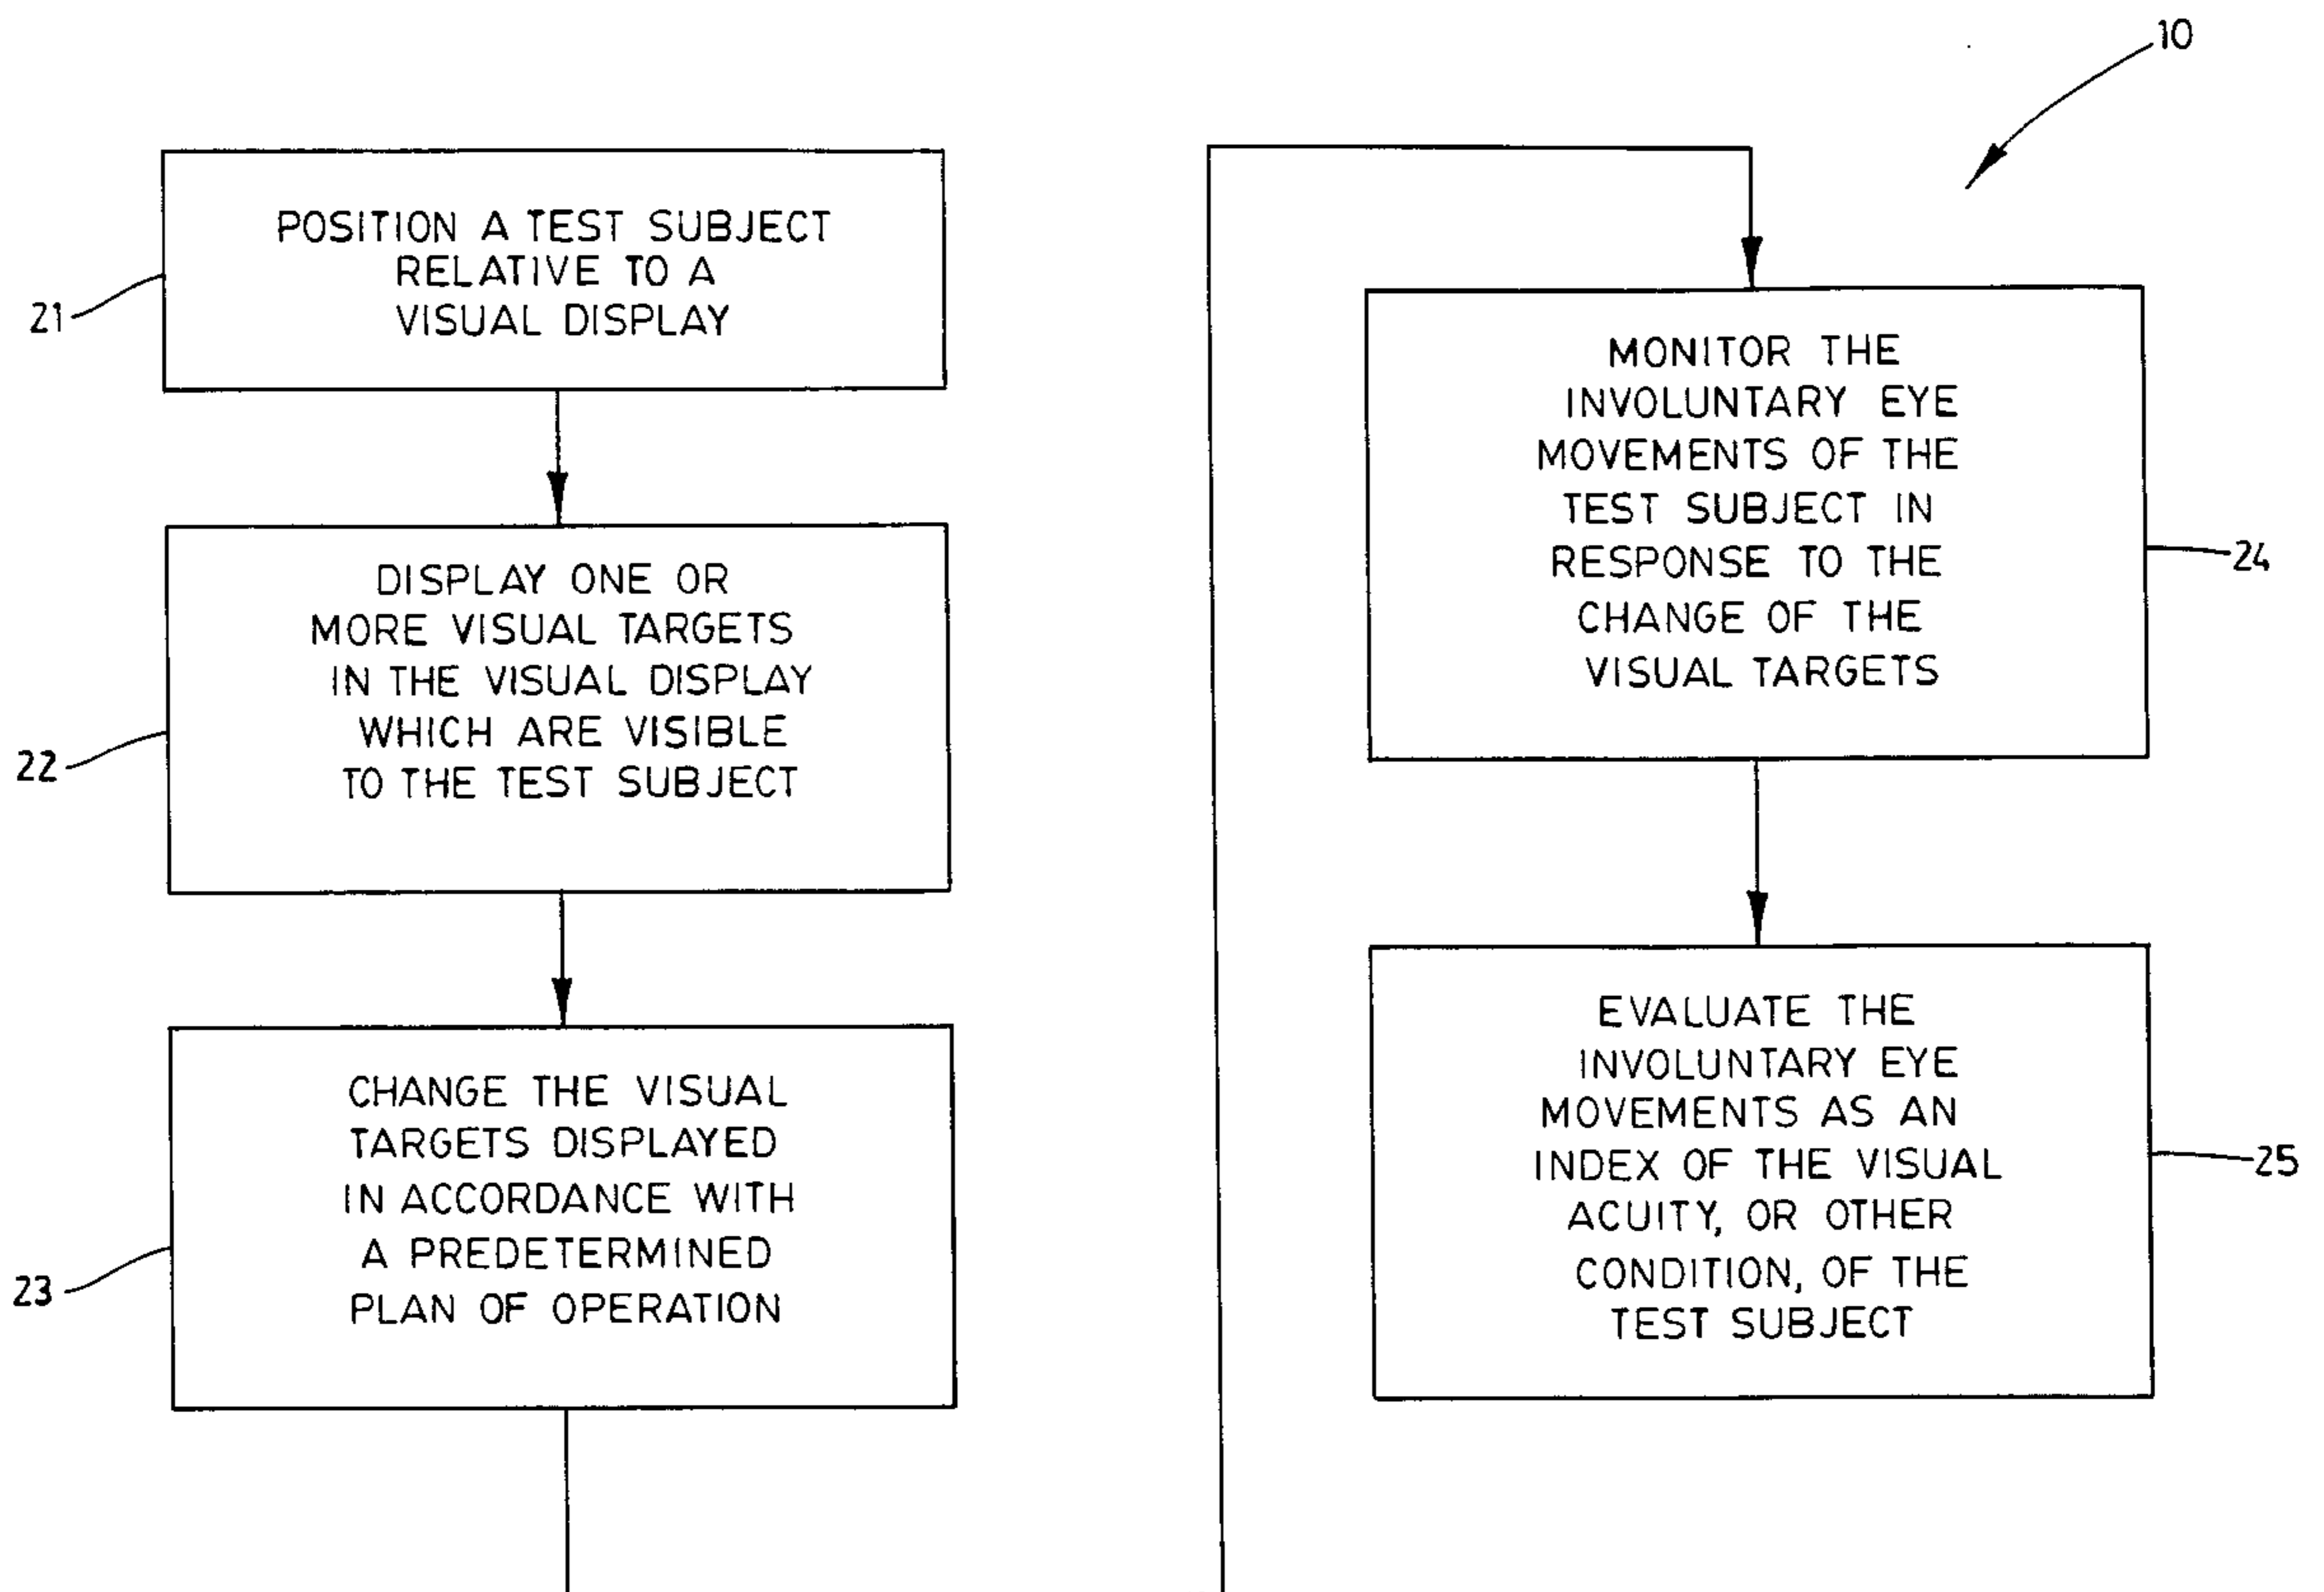 10
21
POSITION A TEST SUBJECT
RELATIVE TO A
VISUAL DISPLAY
22
DISPLAY ONE OR
MORE VISUAL TARGETS
IN THE VISUAL DISPLAY
WHICH ARE VISIBLE
TO THE TEST SUBJECT
23
CHANGE THE VISUAL
TARGETS DISPLAYED
IN ACCORDANCE WITH
A PREDETERMINED
PLAN OF OPERATION
MONITOR THE
INVOLUNTARY EYE
MOVEMENTS OF THE
TEST SUBJECT IN
RESPONSE TO THE
CHANGE OF THE
VISUAL TARGETS
24
EVALUATE THE
INVOLUNTARY EYE
MOVEMENTS AS AN
INDEX OF THE VISUAL
ACUITY, OR OTHER
CONDITION, OF THE
TEST SUBJECT
25